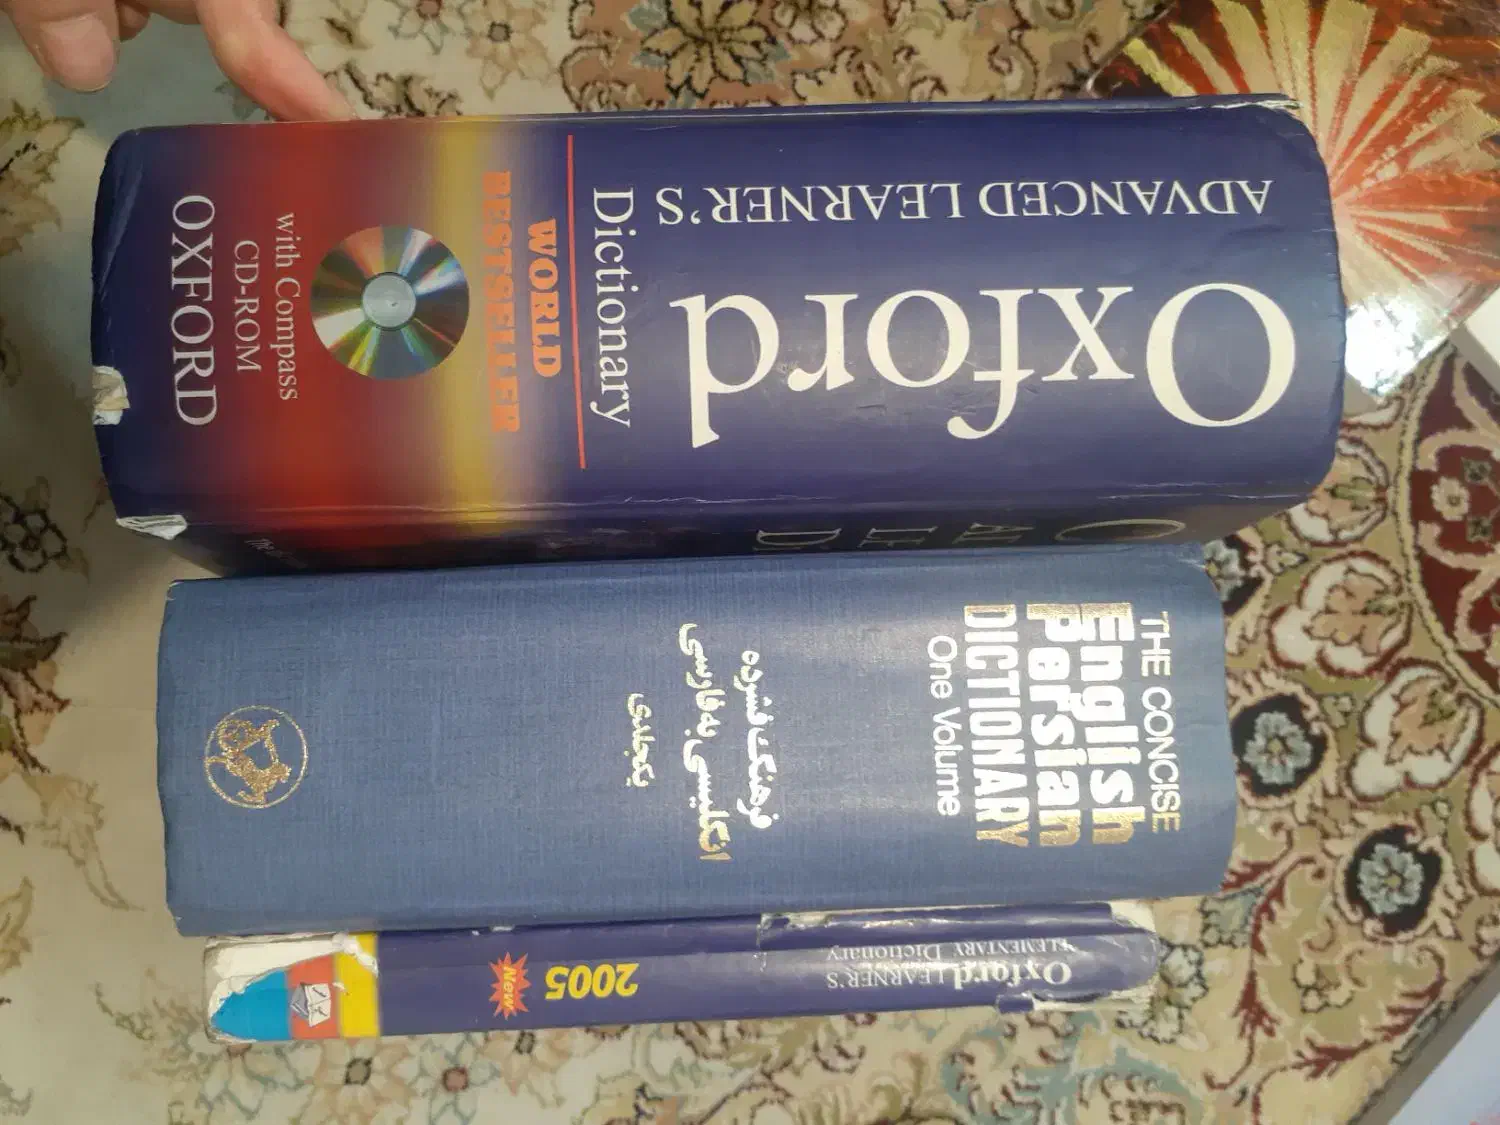 Oxford
ADVANCED LEARNER'S
Dictionary
WORLD
BESTSELLER
with Compass
CD-ROM
OXFORD
THE CONCISE
English
Persian
DICTIONARY
One Volume
فرهنگ فشرده
انگلیسی به فارسی
یکجلدی
Oxford LEARNER'S
ELEMENTARY Dictionary
2005
New